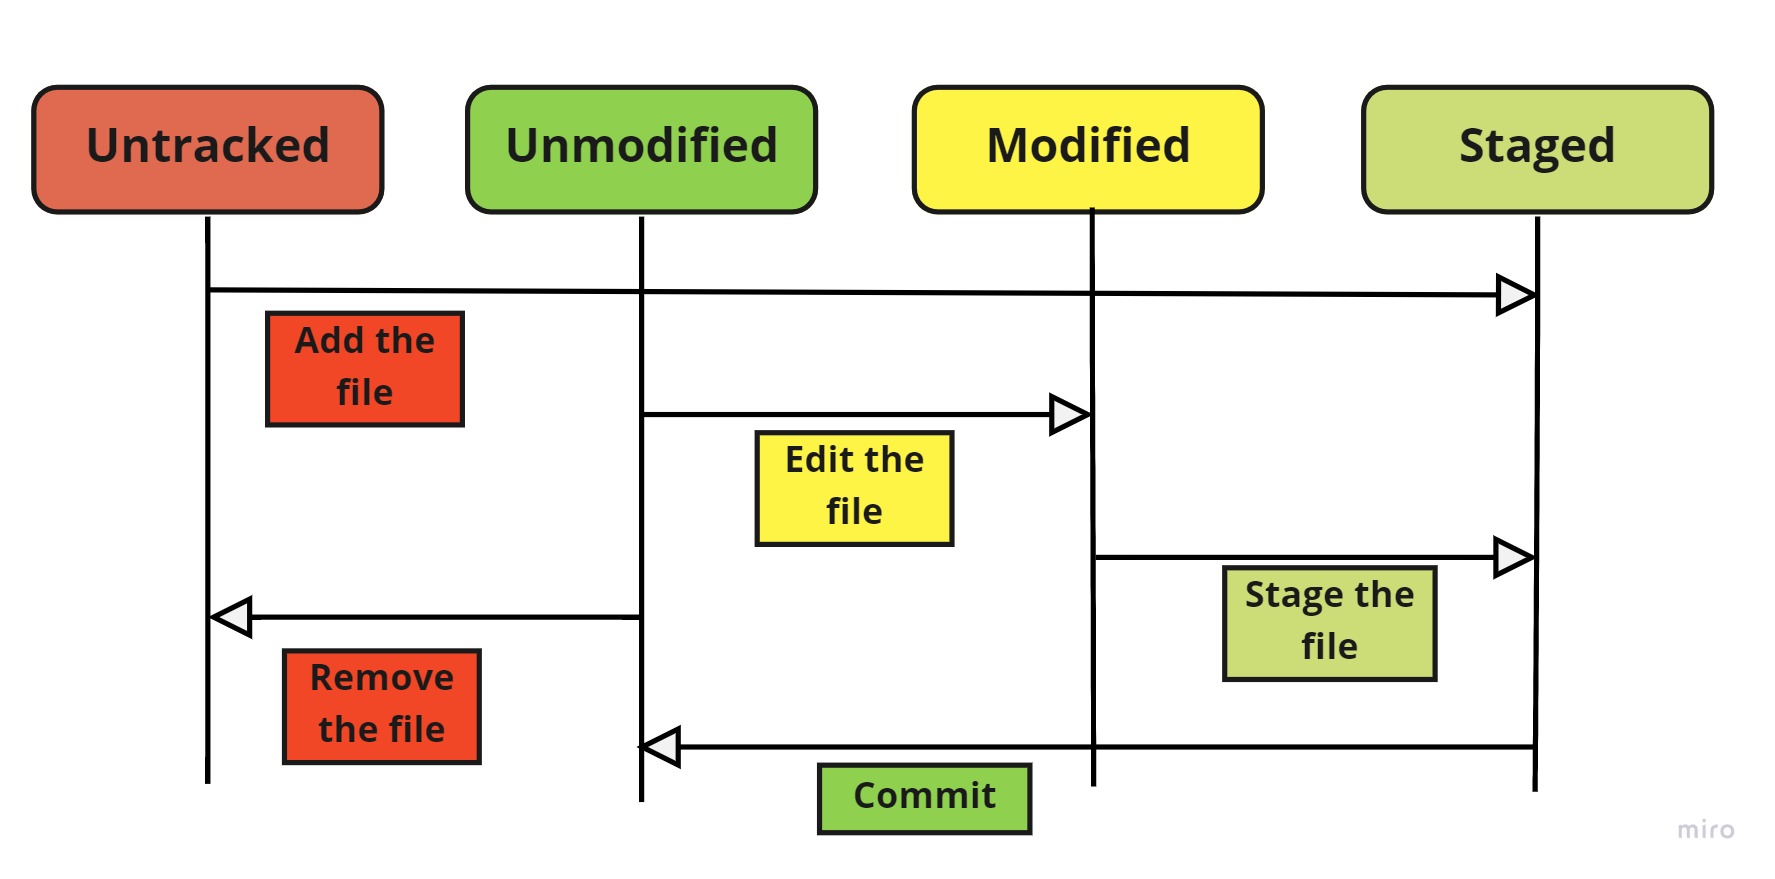 Untracked
Unmodified
Modified
Staged
Add the
file
Edit the
file
Stage the
file
Remove
the file
Commit
miro